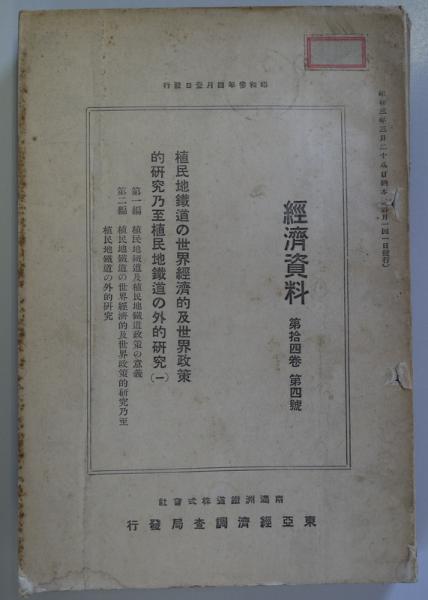 昭和參年四月壹日發行
經濟資料 第拾四卷 第四號
植民地鐵道の世界經濟的及世界政策
的研究乃至植民地鐵道の外的研究(一)
第一編 植民地鐵道及植民地鐵道政策の意義
第二編 植民地鐵道の世界經濟的及世界政策的研究乃至
植民地鐵道の外的研究
南滿洲鐵道株式會社
東亞經濟調查局發行